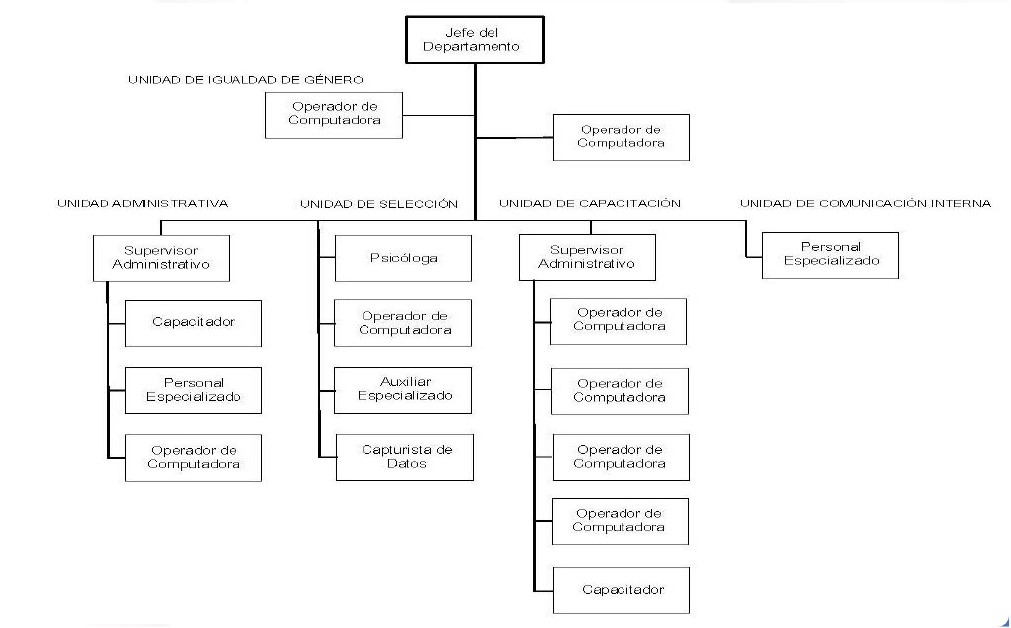 Jefe del
Departamento
UNIDAD DE IGUALDAD DE GÉNERO
Operador de
Computadora
Operador de
Computadora
UNIDAD ADMINISTRATIVA
Supervisor
Administrativo
Capacitador
Personal
Especializado
Operador de
Computadora
UNIDAD DE SELECCIÓN
Psicóloga
Operador de
Computadora
Auxiliar
Especializado
Capturista de
Datos
UNIDAD DE CAPACITACIÓN
Supervisor
Administrativo
Operador de
Computadora
Operador de
Computadora
Operador de
Computadora
Operador de
Computadora
Capacitador
UNIDAD DE COMUNICACIÓN INTERNA
Personal
Especializado